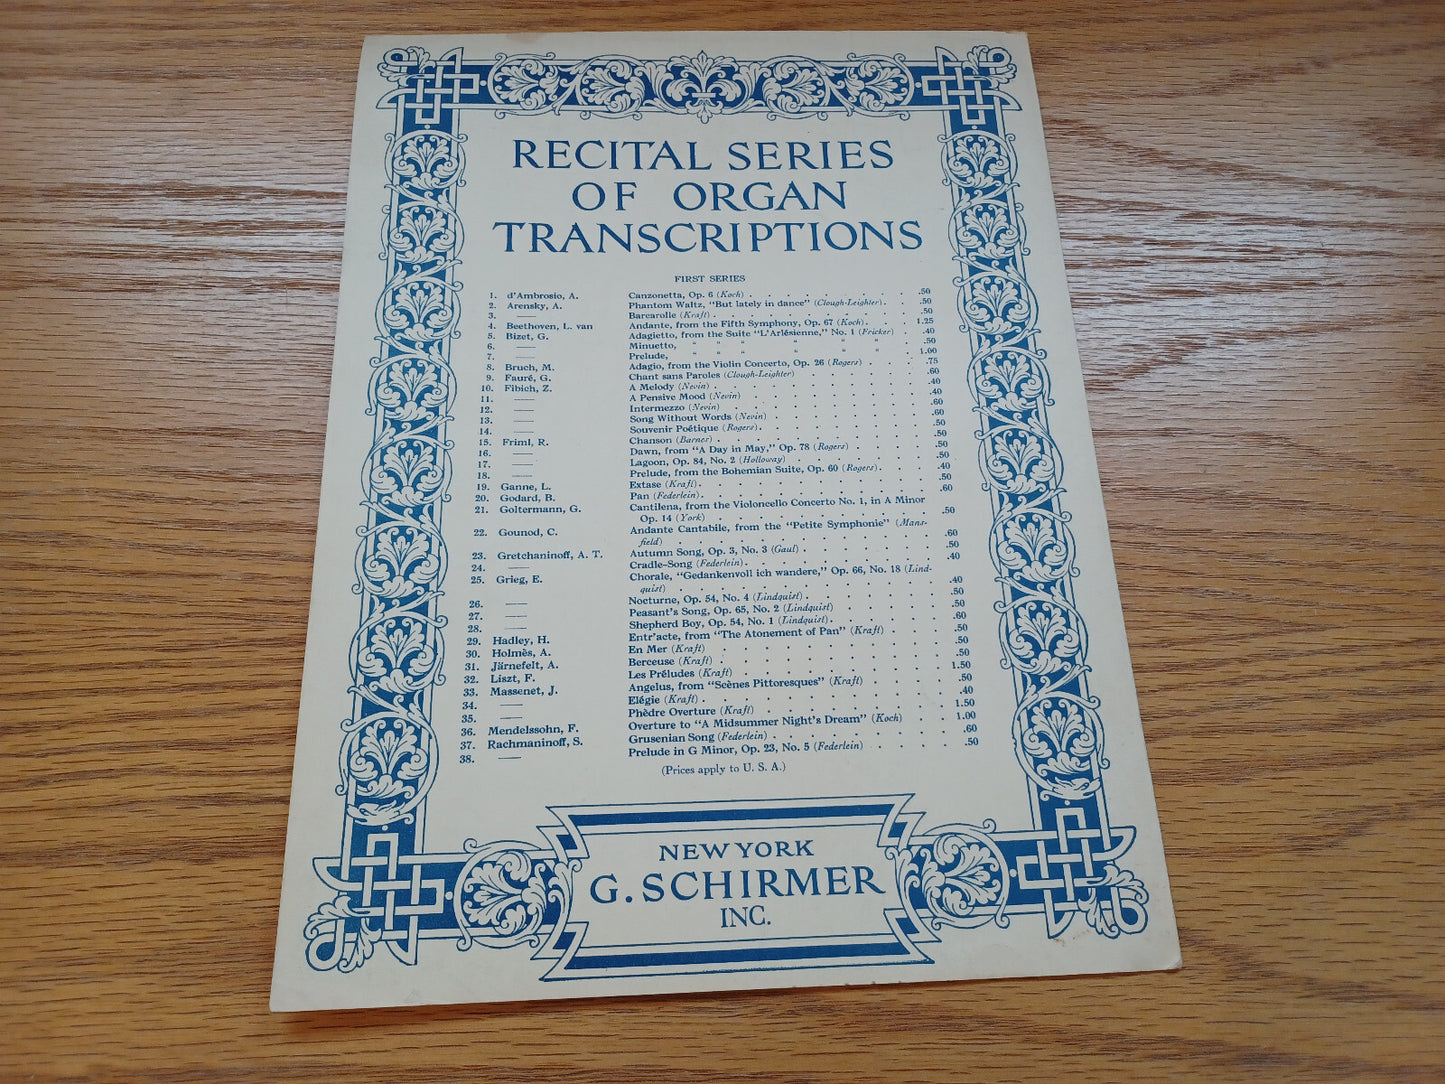 RECITAL SERIES
OF ORGAN
TRANSCRIPTIONS
FIRST SERIES
1. d'Ambrosio, A. Canzonetta, Op. 6 (Koch) .50
2. Arensky, A. Phantom Waltz, "But lately in dance" (Clough-Leighter) .50
3. —— Barcarolle (Kraft) .50
4. Beethoven, L. van Andante, from the Fifth Symphony, Op. 67 (Koch) 1.25
5. Bizet, G. Adagietto, from the Suite "L'Arlésienne," No. 1 (Fricker) .40
6. —— Minuetto, " " " " " " .50
7. —— Prelude, " " " " " " 1.00
8. Bruch, M. Adagio, from the Violin Concerto, Op. 26 (Rogers) .75
9. Fauré, G. Chant sans Paroles (Clough-Leighter) .60
10. Fibich, Z. A Melody (Nevin) .40
11. —— A Pensive Mood (Nevin) .40
12. —— Intermezzo (Nevin) .60
13. —— Song Without Words (Nevin) .60
14. —— Souvenir Poétique (Rogers) .50
15. Friml, R. Chanson (Barnes) .50
16. —— Dawn, from "A Day in May," Op. 78 (Rogers) .50
17. —— Lagoon, Op. 84, No. 2 (Holloway) .50
18. —— Prelude, from the Bohemian Suite, Op. 60 (Rogers) .40
19. Ganne, L. Extase (Kraft) .50
20. Godard, B. Pan (Federlein) .60
21. Goltermann, G. Cantilena, from the Violoncello Concerto No. 1, in A Minor
Op. 14 (York) .50
22. Gounod, C. Andante Cantabile, from the "Petite Symphonie" (Mans-
field) .60
23. Gretchaninoff, A. T. Autumn Song, Op. 3, No. 3 (Gaul) .50
24. —— Cradle-Song (Federlein) .40
25. Grieg, E. Chorale, "Gedankenvoll ich wandere," Op. 66, No. 18 (Lind-
quist) .40
26. —— Nocturne, Op. 54, No. 4 (Lindquist) .50
27. —— Peasant's Song, Op. 65, No. 2 (Lindquist) .50
28. —— Shepherd Boy, Op. 54, No. 1 (Lindquist) .60
29. Hadley, H. Entr'acte, from "The Atonement of Pan" (Kraft) .50
30. Holmès, A. En Mer (Kraft) .50
31. Järnefelt, A. Berceuse (Kraft) .50
32. Liszt, F. Les Préludes (Kraft) 1.50
33. Massenet, J. Angelus, from "Scènes Pittoresques" (Kraft) .50
34. —— Elégie (Kraft) .40
35. —— Phèdre Overture (Kraft) 1.50
36. Mendelssohn, F. Overture to "A Midsummer Night's Dream" (Koch) 1.00
37. Rachmaninoff, S. Grusenian Song (Federlein) .60
38. —— Prelude in G Minor, Op. 23, No. 5 (Federlein) .50
(Prices apply to U. S. A.)
NEW YORK
G. SCHIRMER
INC.